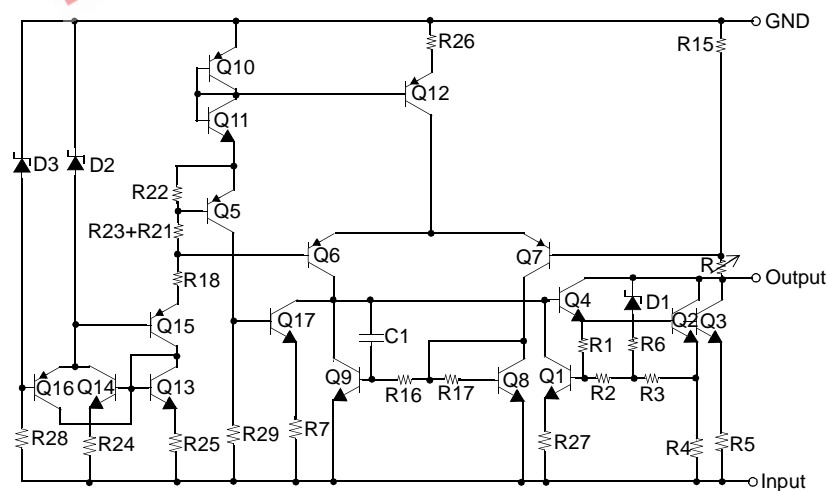 GND
R26
R15
Q10
Q12
Q11
D3
D2
R22
Q5
R23+R21
Q6
Q7
R
R18
Output
Q4
D1
Q2
Q3
Q15
Q17
C1
R1
R6
Q16
Q14
Q13
Q9
R16
R17
Q8
Q1
R2
R3
R28
R24
R25
R29
R7
R27
R4
R5
Input